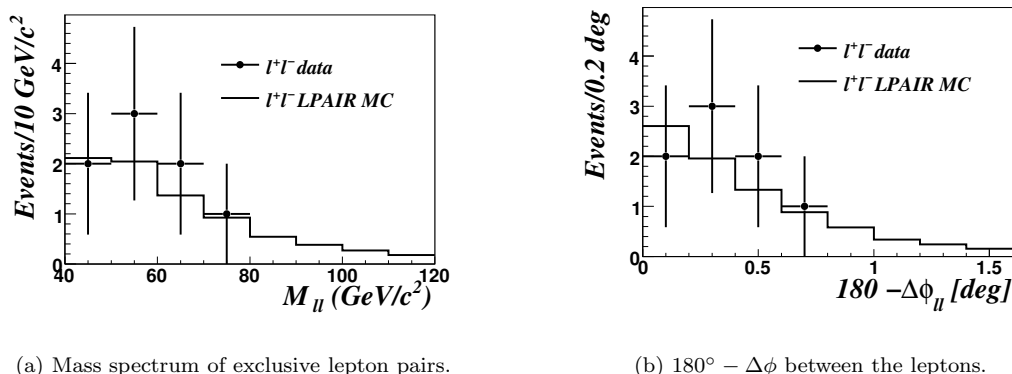 Events/10 GeV/c²
4
3
2
1
0
l⁺l⁻ data
l⁺l⁻ LPAIR MC
40 60 80 100 120
M_ll (GeV/c²)
(a) Mass spectrum of exclusive lepton pairs.
Events/0.2 deg
5
4
3
2
1
0
l⁺l⁻ data
l⁺l⁻ LPAIR MC
0 0.5 1 1.5
180 −Δϕ_ll [deg]
(b) 180° − Δϕ between the leptons.